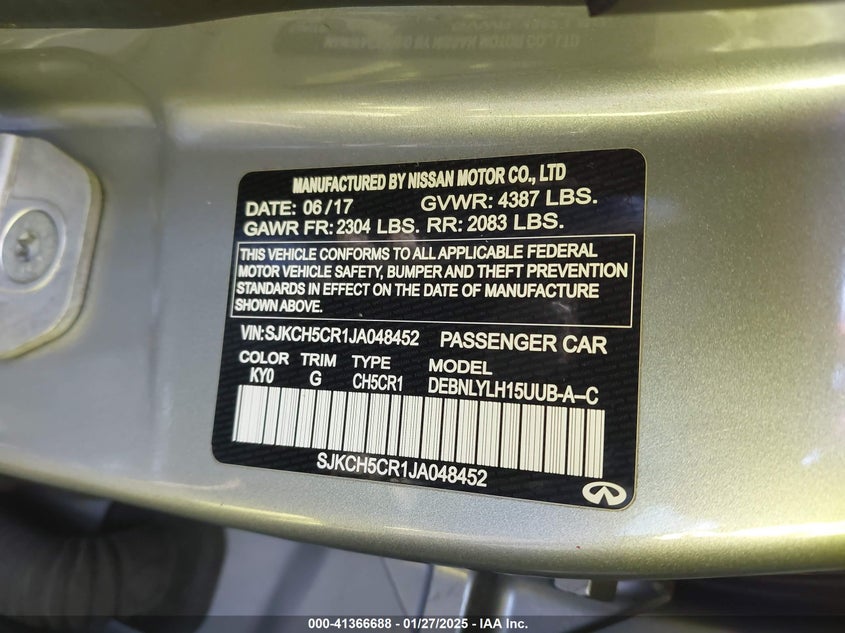 MANUFACTURED BY NISSAN MOTOR CO., LTD
DATE: 06/17 GVWR: 4387 LBS.
GAWR FR: 2304 LBS. RR: 2083 LBS.
THIS VEHICLE CONFORMS TO ALL APPLICABLE FEDERAL
MOTOR VEHICLE SAFETY, BUMPER AND THEFT PREVENTION
STANDARDS IN EFFECT ON THE DATE OF MANUFACTURE
SHOWN ABOVE.
VIN:SJKCH5CR1JA048452 PASSENGER CAR
COLOR TRIM TYPE MODEL
KY0 G CH5CR1 DEBNLYLH15UUB-A--C
SJKCH5CR1JA048452
000-41366688 - 01/27/2025 - IAA Inc.